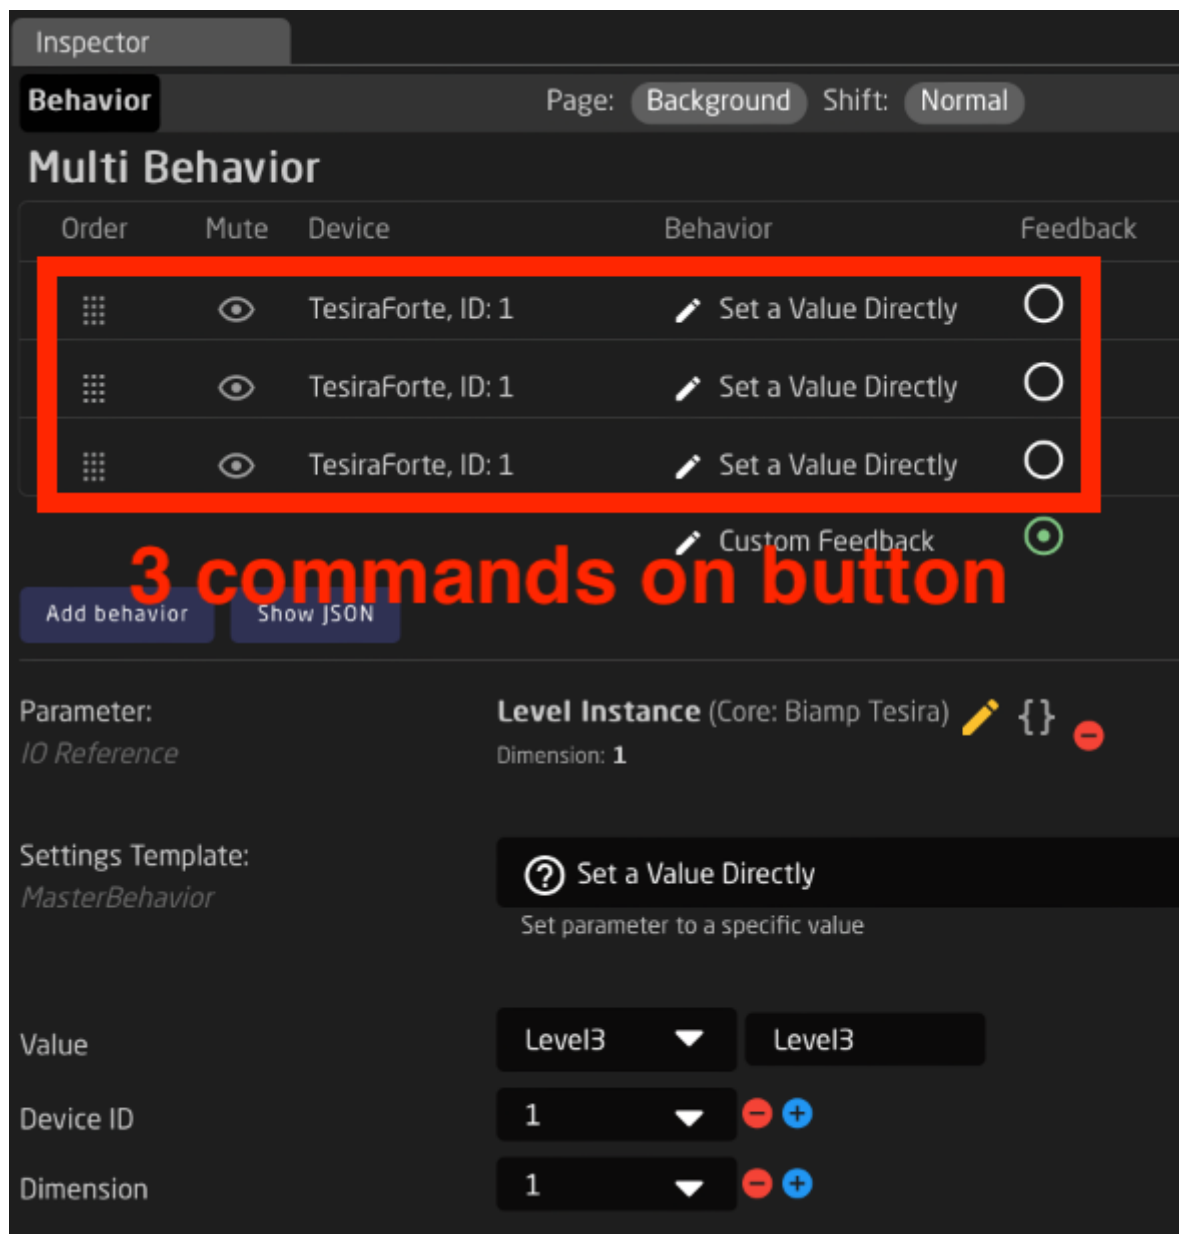 Inspector
Behavior Page: Background Shift: Normal
Multi Behavior
Order Mute Device Behavior Feedback
TesiraForte, ID: 1 Set a Value Directly
TesiraForte, ID: 1 Set a Value Directly
TesiraForte, ID: 1 Set a Value Directly
Custom Feedback
3 commands on button
Add behavior Show JSON
Parameter: Level Instance (Core: Biamp Tesira) {}
IO Reference Dimension: 1
Settings Template: Set a Value Directly
MasterBehavior
Set parameter to a specific value
Value Level3 Level3
Device ID 1
Dimension 1